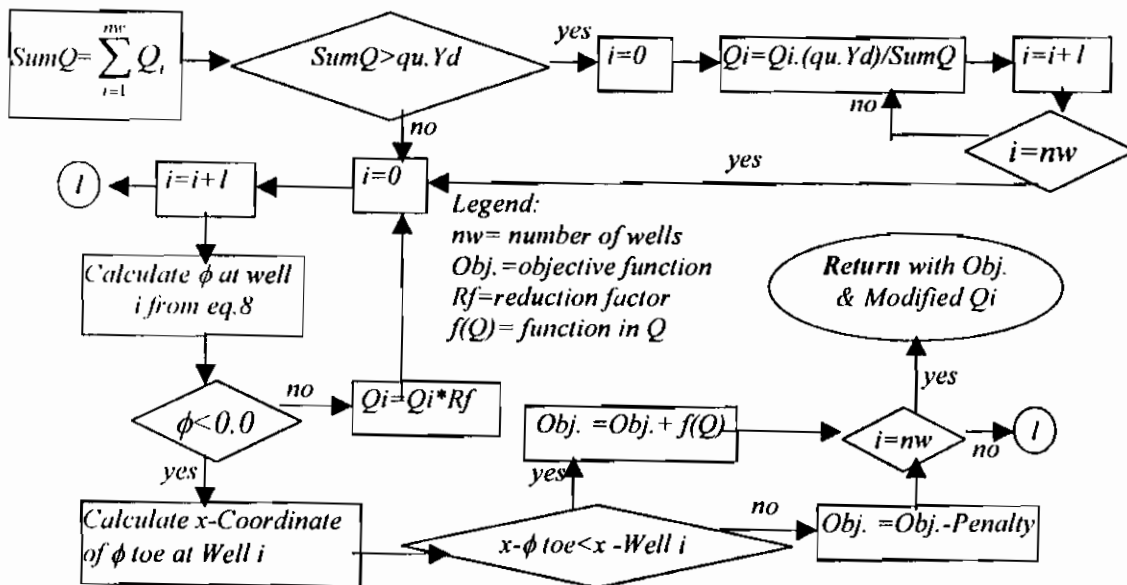 SumQ= nw ∑ i=1 Qi
SumQ>qu.Yd
yes
i=0
Qi=Qi.(qu.Yd)/SumQ
i=i+1
no
no
i=nw
yes
1
i=i+1
i=0
Legend:
nw= number of wells
Obj.=objective function
Rf=reduction factor
f(Q)= function in Q
Calculate ϕ at well
i from eq.8
Return with Obj.
& Modified Qi
ϕ<0.0
no
Qi=Qi*Rf
yes
yes
Obj. =Obj.+ f(Q)
i=nw
no
1
yes
Calculate x-Coordinate
of ϕ toe at Well i
x-ϕ toe<x -Well i
no
Obj. =Obj.-Penalty